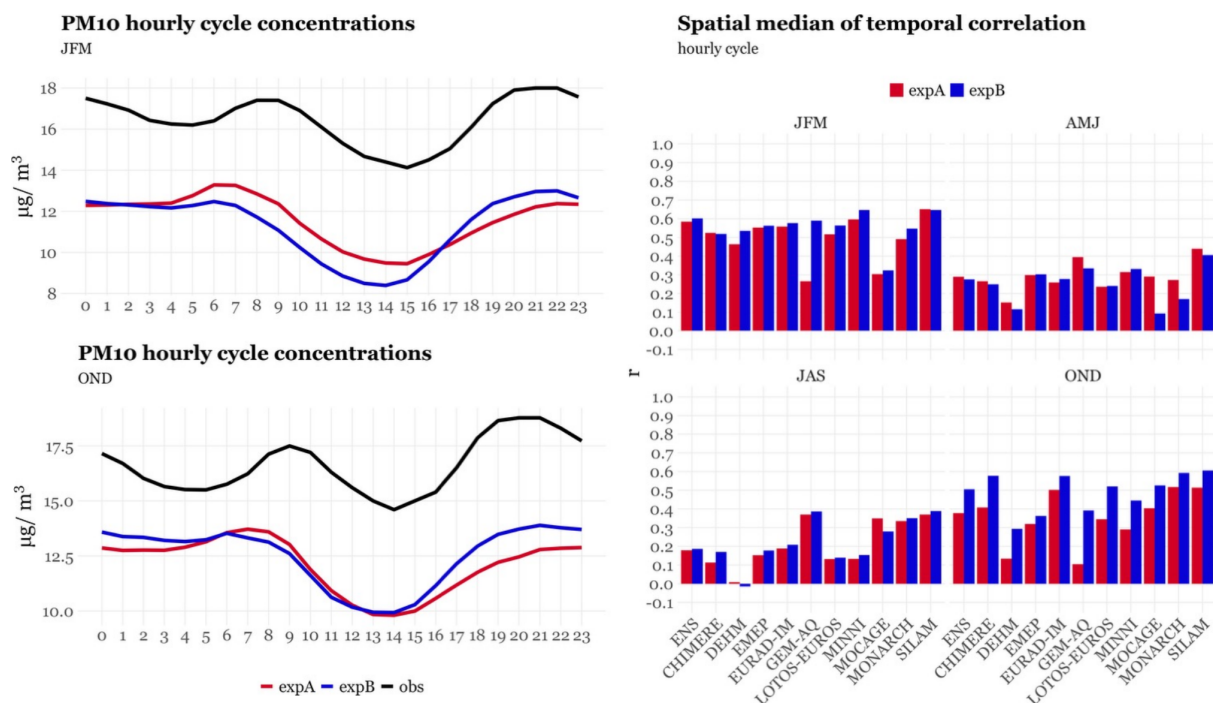 PM10 hourly cycle concentrations
JFM
18
16
14
12
10
8
μg/ m³
0 1 2 3 4 5 6 7 8 9 10 11 12 13 14 15 16 17 18 19 20 21 22 23
PM10 hourly cycle concentrations
OND
17.5
15.0
12.5
10.0
μg/ m³
0 1 2 3 4 5 6 7 8 9 10 11 12 13 14 15 16 17 18 19 20 21 22 23
expA expB obs
Spatial median of temporal correlation
hourly cycle
expA expB
JFM AMJ
1.0
0.9
0.8
0.7
0.6
0.5
0.4
0.3
0.2
0.1
0.0
-0.1
r
JAS OND
1.0
0.9
0.8
0.7
0.6
0.5
0.4
0.3
0.2
0.1
0.0
-0.1
ENS CHIMERE DEHM EMEP EURAD-IM GEM-AQ LOTOS-EUROS MINNI MOCAGE MONARCH SILAM ENS CHIMERE DEHM EMEP EURAD-IM GEM-AQ LOTOS-EUROS MINNI MOCAGE MONARCH SILAM